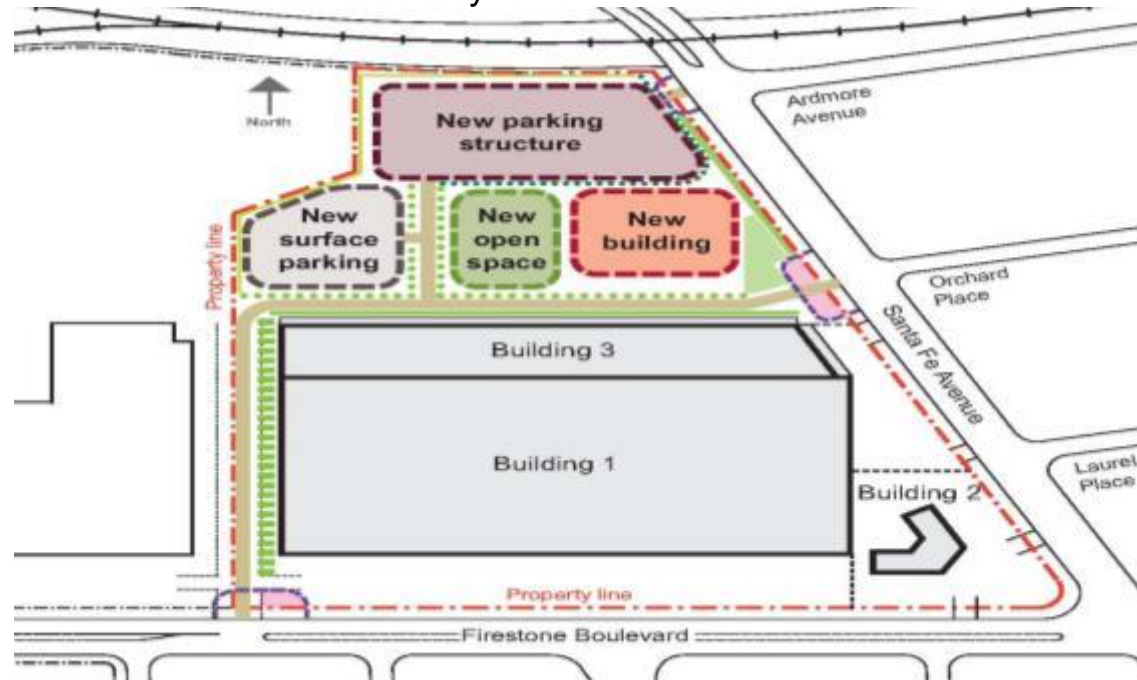 Ardmore
Avenue
North
New parking
structure
New
surface
parking
New
open
space
New
building
Property line
Orchard
Place
Santa Fe Avenue
Building 3
Building 1
Building 2
Laurel
Place
Property line
Firestone Boulevard